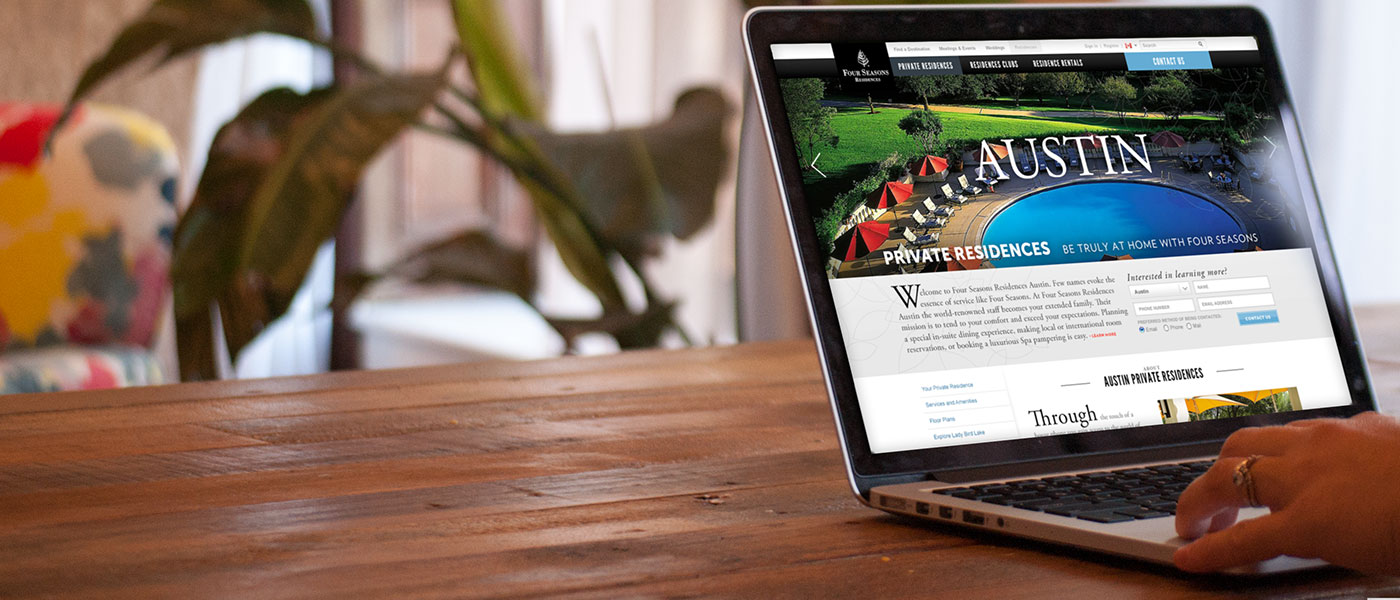 Find a Destination Meetings & Events Weddings Residences Sign In | Register Search
FOUR SEASONS
RESIDENCES
PRIVATE RESIDENCES RESIDENCES CLUBS RESIDENCE RENTALS CONTACT US
AUSTIN
PRIVATE RESIDENCES BE TRULY AT HOME WITH FOUR SEASONS
Welcome to Four Seasons Residences Austin. Few names evoke the
essence of service like Four Seasons. At Four Seasons Residences
Austin the world-renowned staff becomes your extended family. Their
mission is to tend to your comfort and exceed your expectations. Planning
a special in-suite dining experience, making local or international room
reservations, or booking a luxurious Spa pampering is easy. › LEARN MORE
Interested in learning more?
Austin NAME
PHONE NUMBER EMAIL ADDRESS
PREFERRED METHOD OF BEING CONTACTED:
Email Phone Mail CONTACT US
Your Private Residence
Services and Amenities
Floor Plans
Explore Lady Bird Lake
ABOUT
AUSTIN PRIVATE RESIDENCES
Through the touch of a